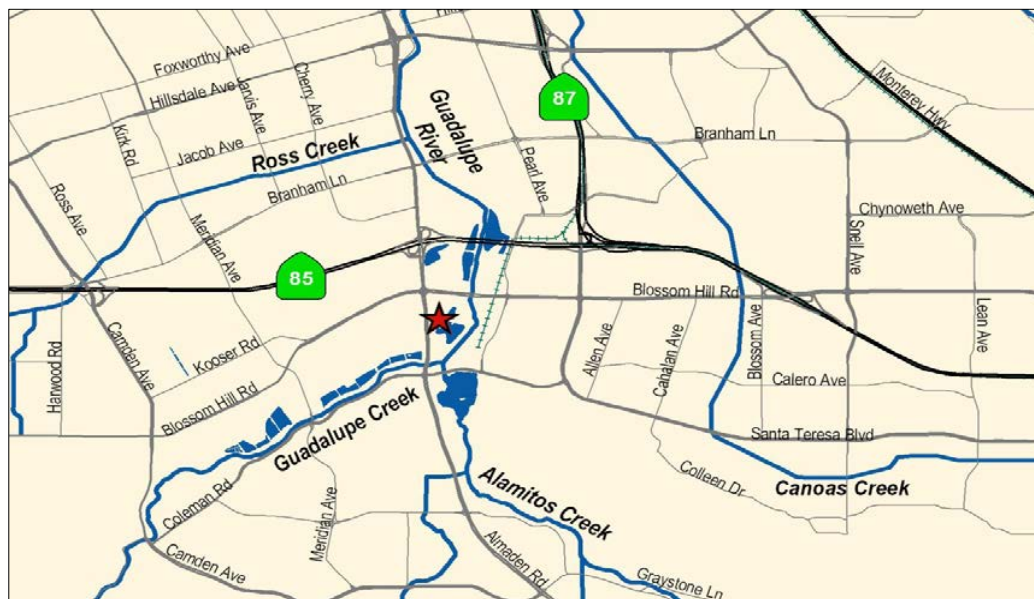 Foxworthy Ave
Hillsdale Ave
Jarvis Ave
Cherry Ave
Kirk Rd
Jacob Ave
Ross Creek
Branham Ln
Ross Ave
Meridian Ave
Guadalupe
River
87
Pearl Ave
Branham Ln
Monterey Hwy
Chynoweth Ave
Snell Ave
85
Blossom Hill Rd
Lean Ave
Harwood Rd
Camden Ave
Kooser Rd
Blossom Hill Rd
Allen Ave
Cahalan Ave
Blossom Ave
Calero Ave
Santa Teresa Blvd
Guadalupe Creek
Colleen Dr
Canoas Creek
Coleman Rd
Meridian Ave
Alamitos Creek
Camden Ave
Almaden Rd
Graystone Ln